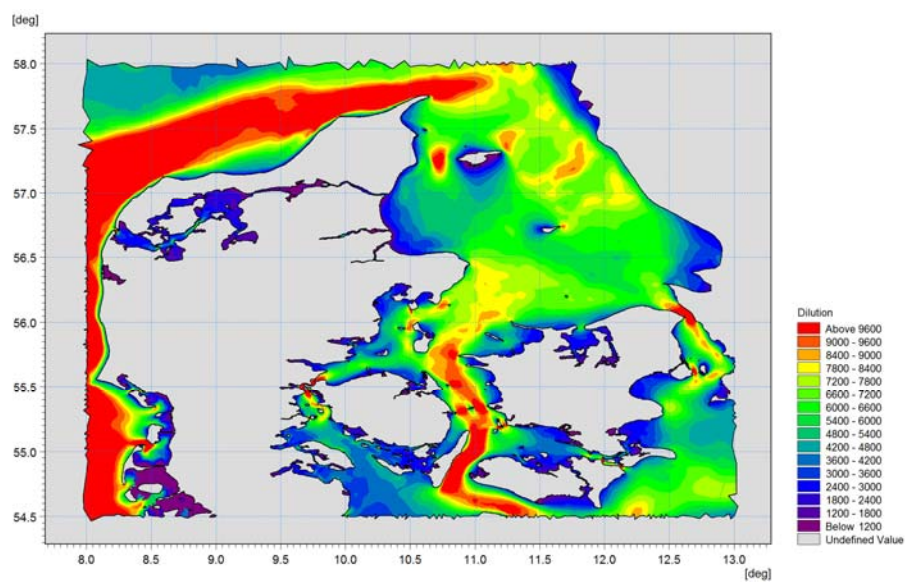 [deg]
58.0
57.5
57.0
56.5
56.0
55.5
55.0
54.5
8.0 8.5 9.0 9.5 10.0 10.5 11.0 11.5 12.0 12.5 13.0
[deg]
Dilution
Above 9600
9000 - 9600
8400 - 9000
7800 - 8400
7200 - 7800
6600 - 7200
6000 - 6600
5400 - 6000
4800 - 5400
4200 - 4800
3600 - 4200
3000 - 3600
2400 - 3000
1800 - 2400
1200 - 1800
Below 1200
Undefined Value